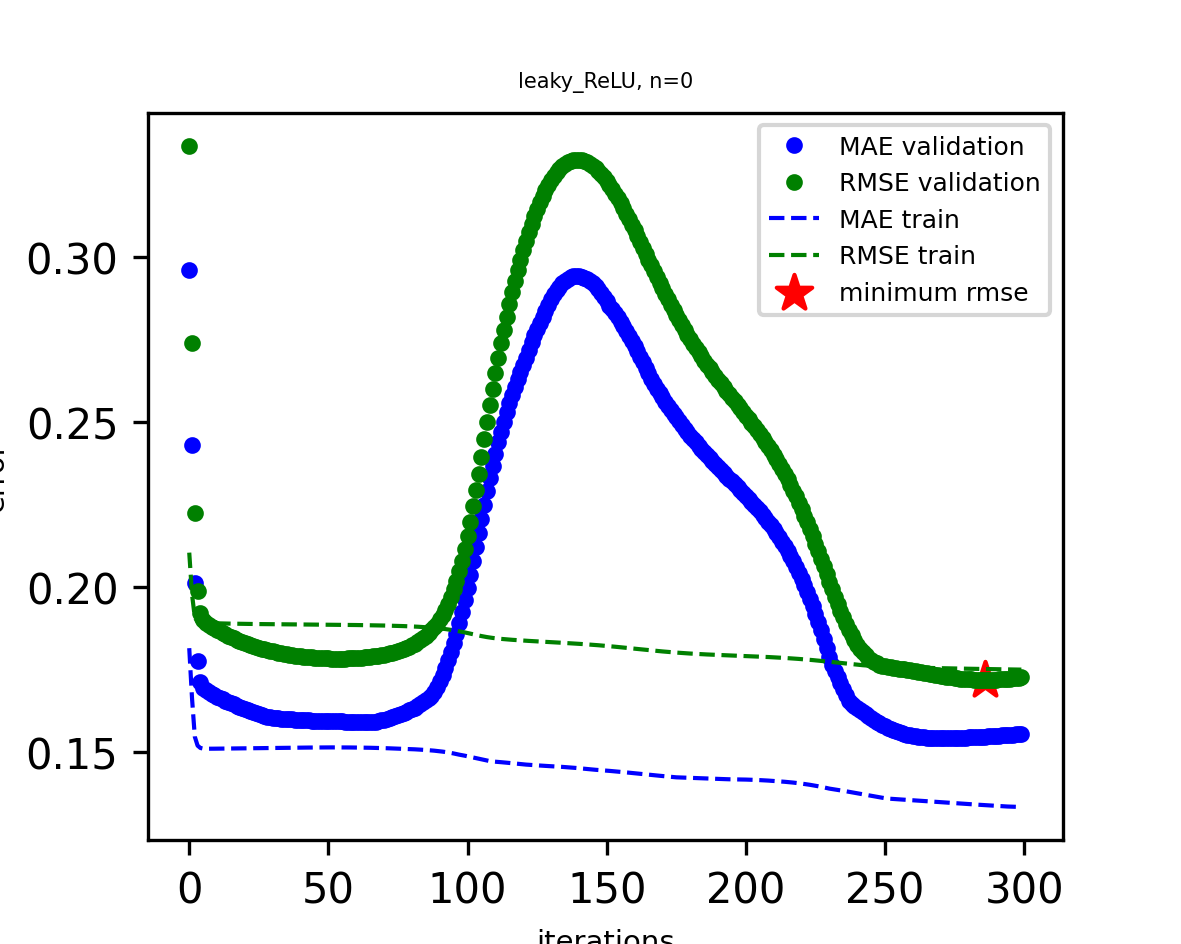 leaky_ReLU, n=0
MAE validation
RMSE validation
MAE train
RMSE train
minimum rmse
0.30
0.25
0.20
0.15
0 50 100 150 200 250 300
iterations